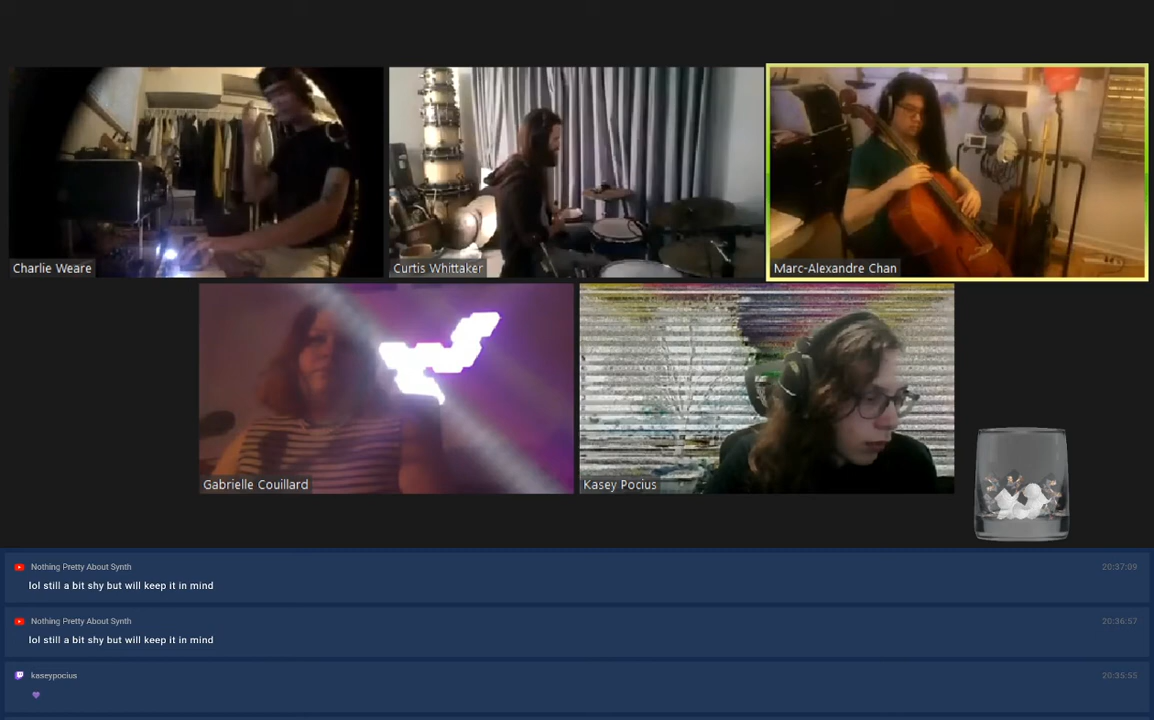 Charlie Weare
Curtis Whittaker
Marc-Alexandre Chan
Gabrielle Couillard
Kasey Pocius
Nothing Pretty About Synth
20:37:09
lol still a bit shy but will keep it in mind
Nothing Pretty About Synth
20:36:57
lol still a bit shy but will keep it in mind
kaseypocius
20:35:55